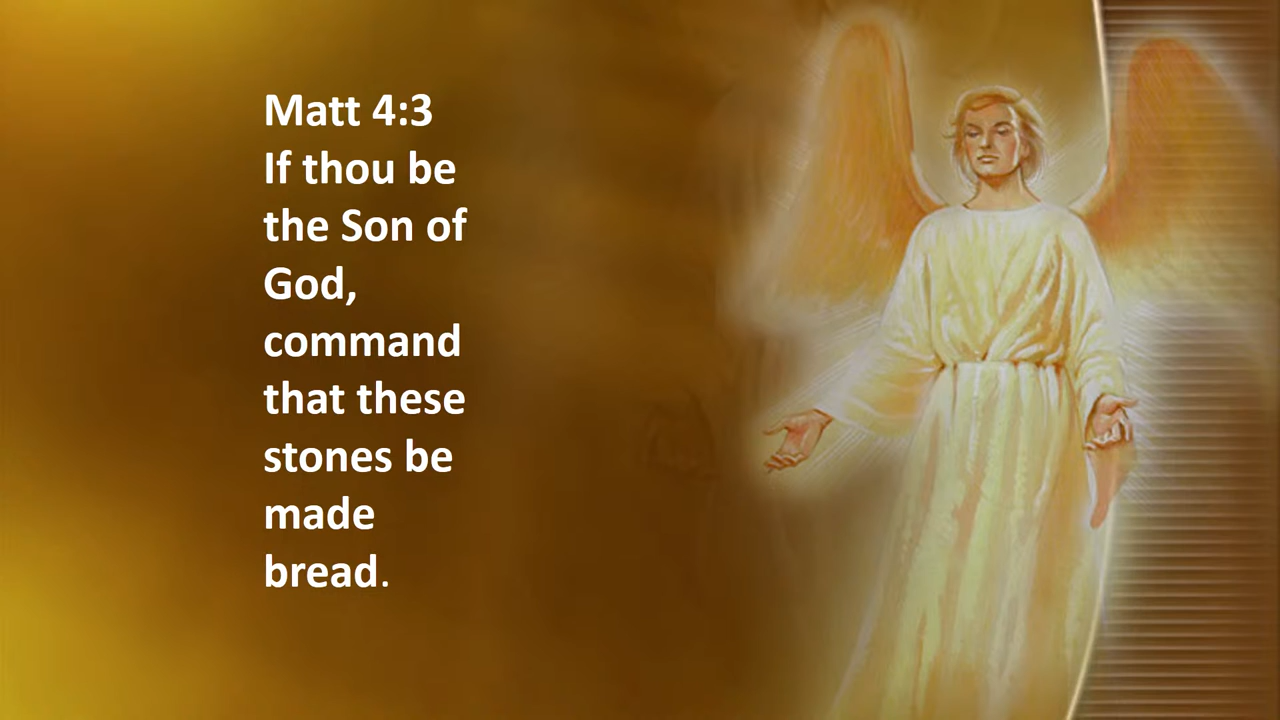 Matt 4:3
If thou be
the Son of
God,
command
that these
stones be
made
bread.